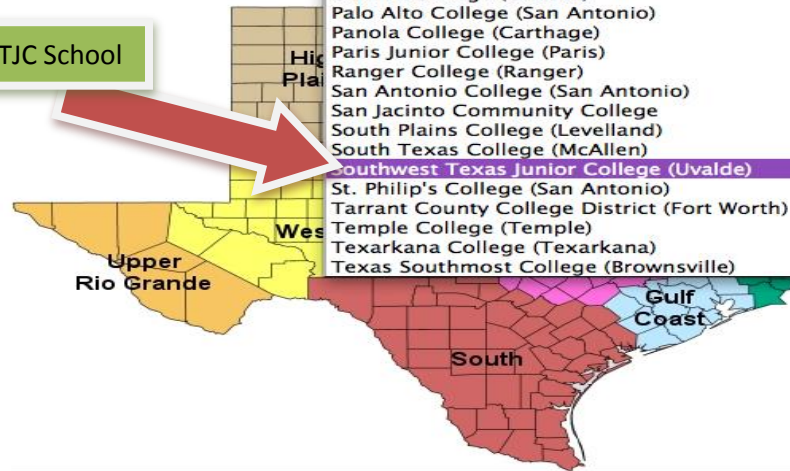 TJC School
Palo Alto College (San Antonio)
Panola College (Carthage)
Paris Junior College (Paris)
Ranger College (Ranger)
San Antonio College (San Antonio)
San Jacinto Community College
South Plains College (Levelland)
South Texas College (McAllen)
Southwest Texas Junior College (Uvalde)
St. Philip's College (San Antonio)
Tarrant County College District (Fort Worth)
Temple College (Temple)
Texarkana College (Texarkana)
Texas Southmost College (Brownsville)
Upper
Rio Grande
Gulf
Coast
South